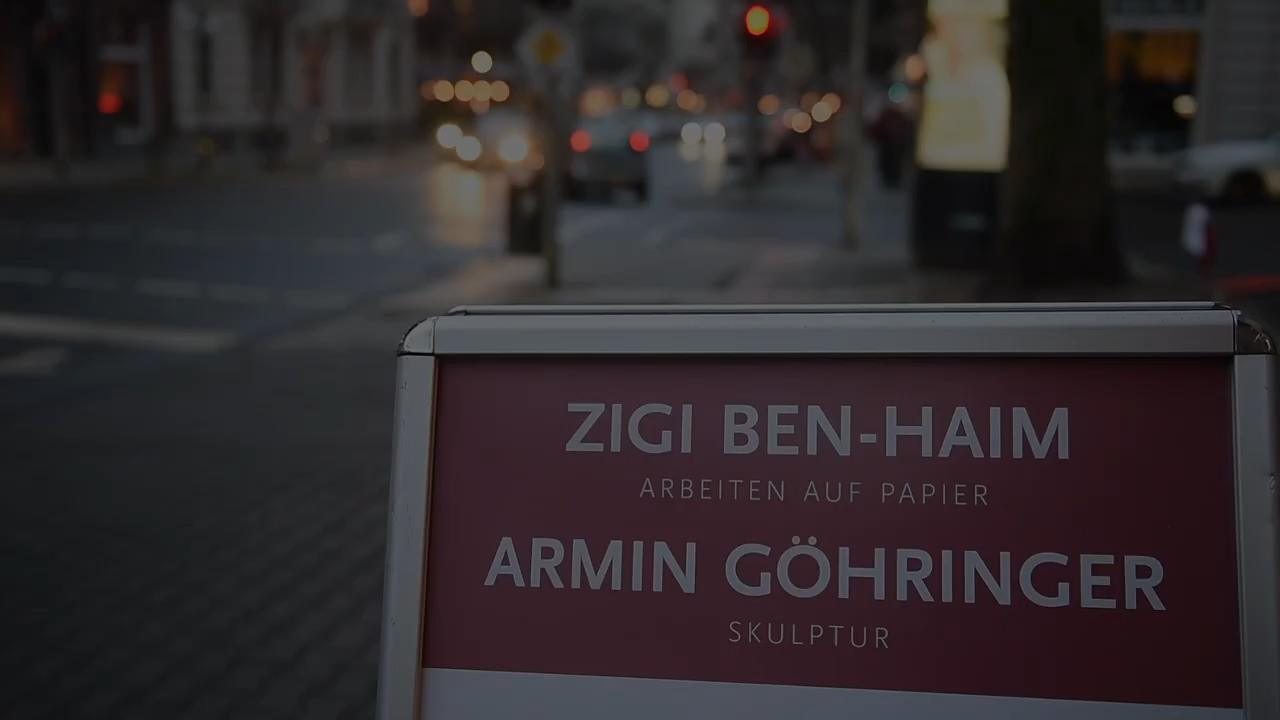 ZIGI BEN-HAIM
ARBEITEN AUF PAPIER
ARMIN GÖHRINGER
SKULPTUR